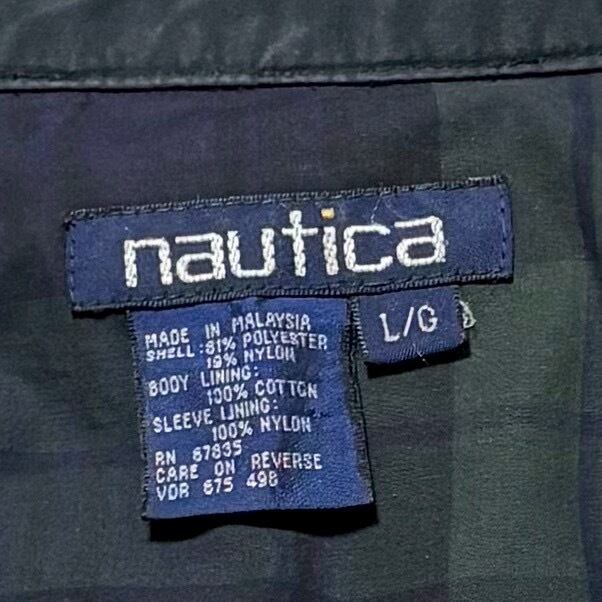 nautica
L/G
MADE IN MALAYSIA
SHELL: 81% POLYESTER
19% NYLON
BODY LINING:
100% COTTON
SLEEVE LINING:
100% NYLON
RN 67835
CARE ON REVERSE
VDR 675 498